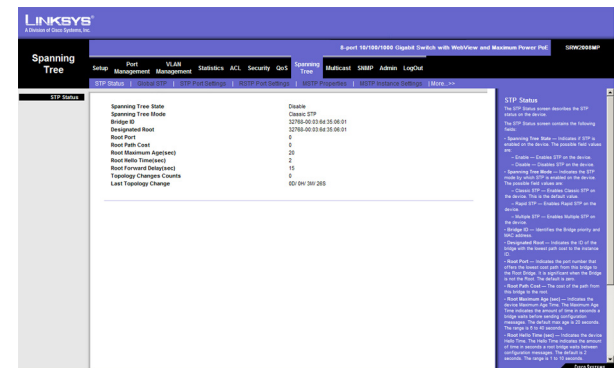 LINKSYS®
A Division of Cisco Systems, Inc.
8-port 10/100/1000 Gigabit Switch with WebView and Maximum Power PoE
SRW2008MP
Spanning Tree
Setup
Port Management
VLAN Management
Statistics
ACL
Security
QoS
Spanning Tree
Multicast
SNMP
Admin
LogOut
STP Status | Global STP | STP Port Settings | RSTP Port Settings | MSTP Properties | MSTP Instance Settings | More...>>
STP Status
Spanning Tree State Disable
Spanning Tree Mode Classic STP
Bridge ID 32768-00:03:6d:35:06:01
Designated Root 32768-00:03:6d:35:06:01
Root Port 0
Root Path Cost 0
Root Maximum Age(sec) 20
Root Hello Time(sec) 2
Root Forward Delay(sec) 15
Topology Changes Counts 0
Last Topology Change 0D/ 0H/ 3M/ 26S
STP Status
The STP Status screen describes the STP
status on the device.
The STP Status screen contains the following
fields:
- Spanning Tree State — Indicates if STP is
enabled on the device. The possible field values
are:
– Enable — Enables STP on the device.
– Disable — Disables STP on the device.
- Spanning Tree Mode — Indicates the STP
mode by which STP is enabled on the device.
The possible field values are:
– Classic STP — Enables Classic STP on
the device. This is the default value.
– Rapid STP — Enables Rapid STP on the
device.
– Multiple STP — Enables Multiple STP on
the device.
- Bridge ID — Identifies the Bridge priority and
MAC address.
- Designated Root — Indicates the ID of the
bridge with the lowest path cost to the instance
ID.
- Root Port — Indicates the port number that
offers the lowest cost path from this bridge to
the Root Bridge. It is significant when the Bridge
is not the Root. The default is zero.
- Root Path Cost — The cost of the path from
this bridge to the root.
- Root Maximum Age (sec) — Indicates the
device Maximum Age Time. The Maximum Age
Time indicates the amount of time in seconds a
bridge waits before sending configuration
messages. The default max age is 20 seconds.
The range is 6 to 40 seconds.
- Root Hello Time (sec) — Indicates the device
Hello Time. The Hello Time indicates the amount
of time in seconds a root bridge waits between
configuration messages. The default is 2
seconds. The range is 1 to 10 seconds.
Cisco Systems